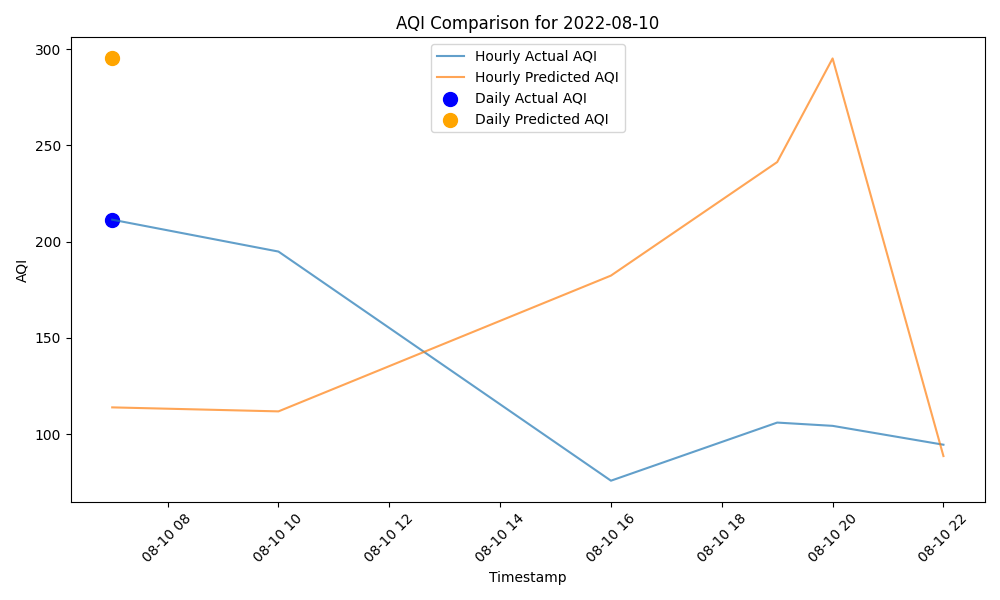 AQI Comparison for 2022-08-10
Hourly Actual AQI
Hourly Predicted AQI
Daily Actual AQI
Daily Predicted AQI
AQI
300
250
200
150
100
08-10 08
08-10 10
08-10 12
08-10 14
08-10 16
08-10 18
08-10 20
08-10 22
Timestamp